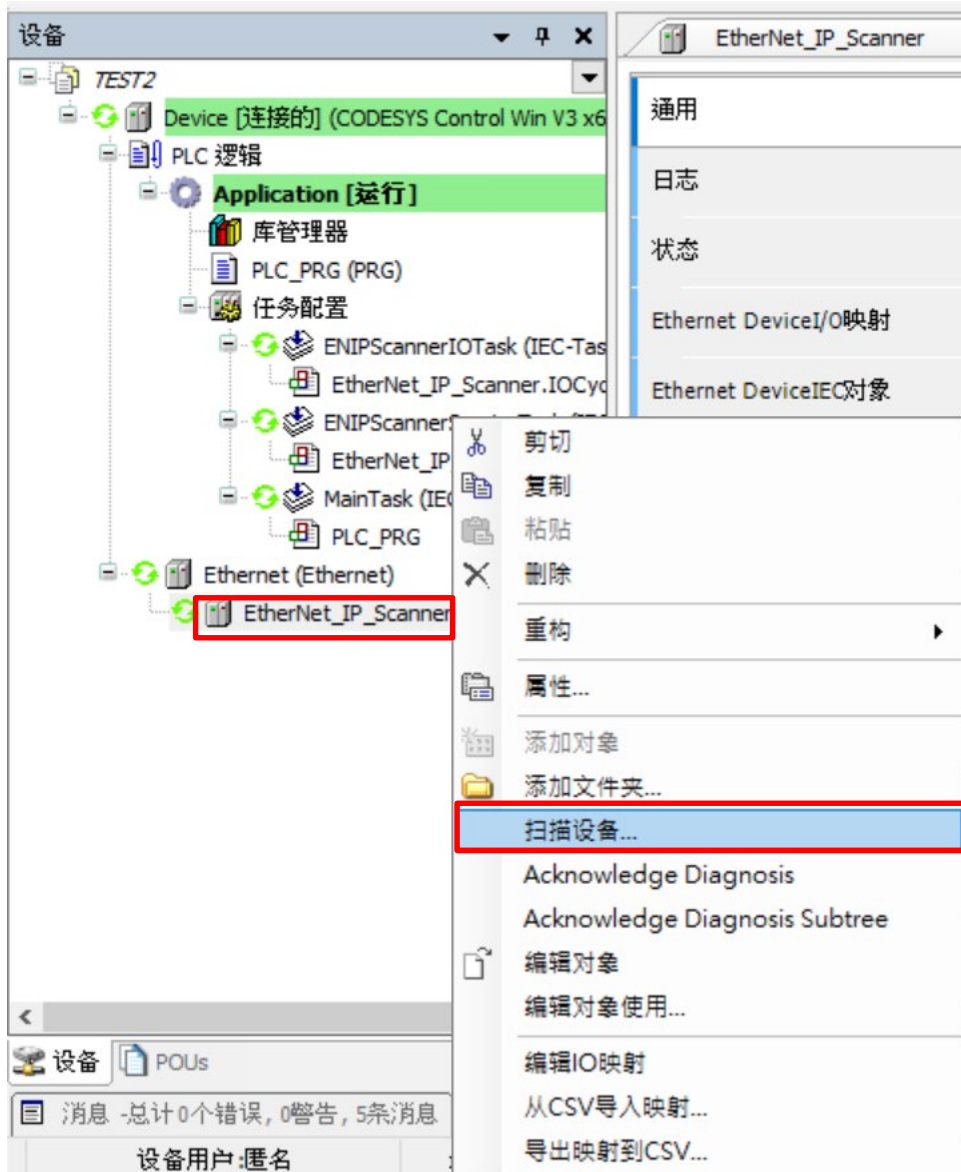 设备
EtherNet_IP_Scanner
TEST2
Device [连接的] (CODESYS Control Win V3 x6
PLC 逻辑
Application [运行]
库管理器
PLC_PRG (PRG)
任务配置
ENIPScannerIOTask (IEC-Tas
EtherNet_IP_Scanner.IOCyc
EtherNet_IP
MainTask (IEC
PLC_PRG
Ethernet (Ethernet)
EtherNet_IP_Scanner
通用
日志
状态
Ethernet DeviceI/O映射
Ethernet DeviceIEC对象
剪切
复制
粘贴
删除
重构
属性...
添加对象
添加文件夹...
扫描设备...
Acknowledge Diagnosis
Acknowledge Diagnosis Subtree
编辑对象
编辑对象使用...
编辑IO映射
从CSV导入映射...
导出映射到CSV...
设备
POUs
消息 -总计0个错误, 0警告, 5条消息
设备用户:匿名